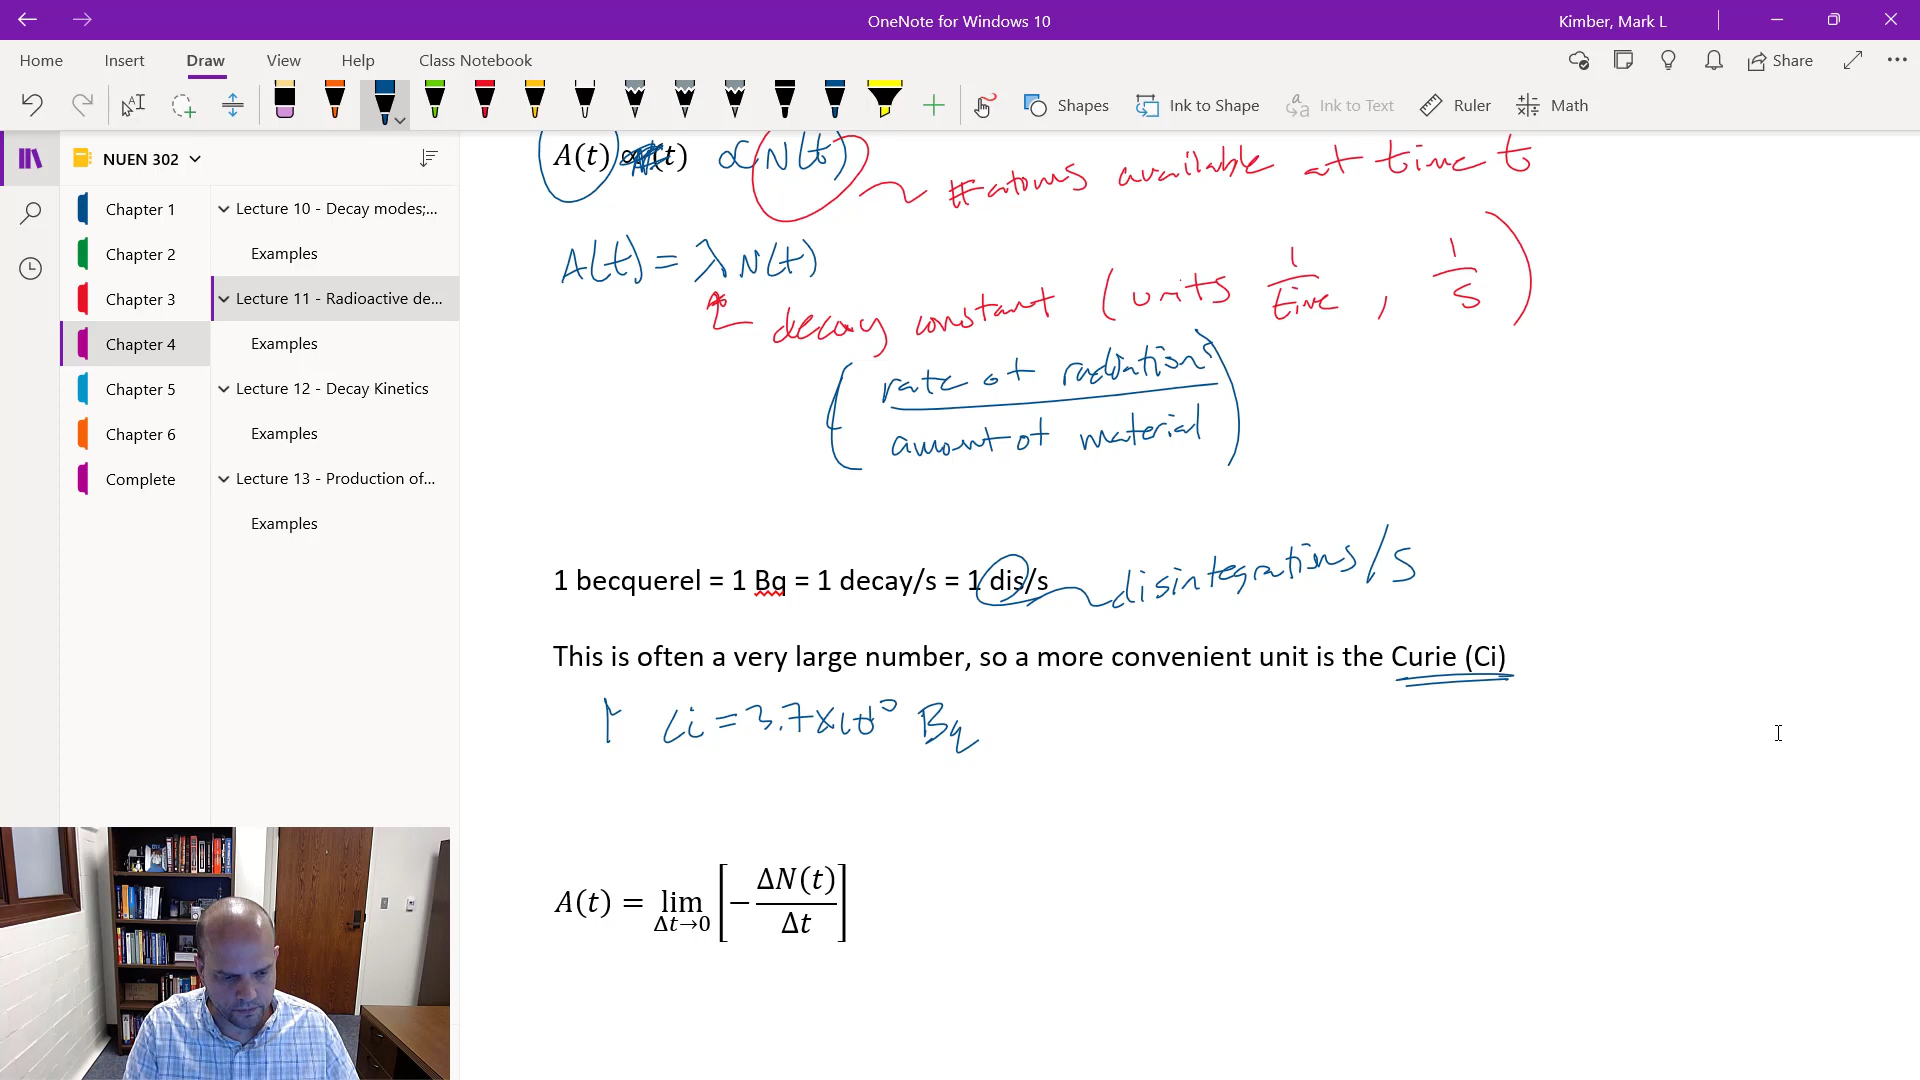 OneNote for Windows 10
Kimber, Mark L
Home Insert Draw View Help Class Notebook
Share
Shapes Ink to Shape Ink to Text Ruler Math
NUEN 302
Chapter 1
Chapter 2
Chapter 3
Chapter 4
Chapter 5
Chapter 6
Complete
Lecture 10 - Decay modes;...
Examples
Lecture 11 - Radioactive de...
Examples
Lecture 12 - Decay Kinetics
Examples
Lecture 13 - Production of...
Examples
A(t) ∝ N(t)
# atoms available at time t
A(t) = λ N(t)
decay constant (units 1/time, 1/s)
(rate of radiation / amount of material)
1 becquerel = 1 Bq = 1 decay/s = 1 dis/s
disintegrations/s
This is often a very large number, so a more convenient unit is the Curie (Ci)
1 Ci = 3.7×10¹⁰ Bq
A(t) = lim Δt→0 [− ΔN(t)/Δt]